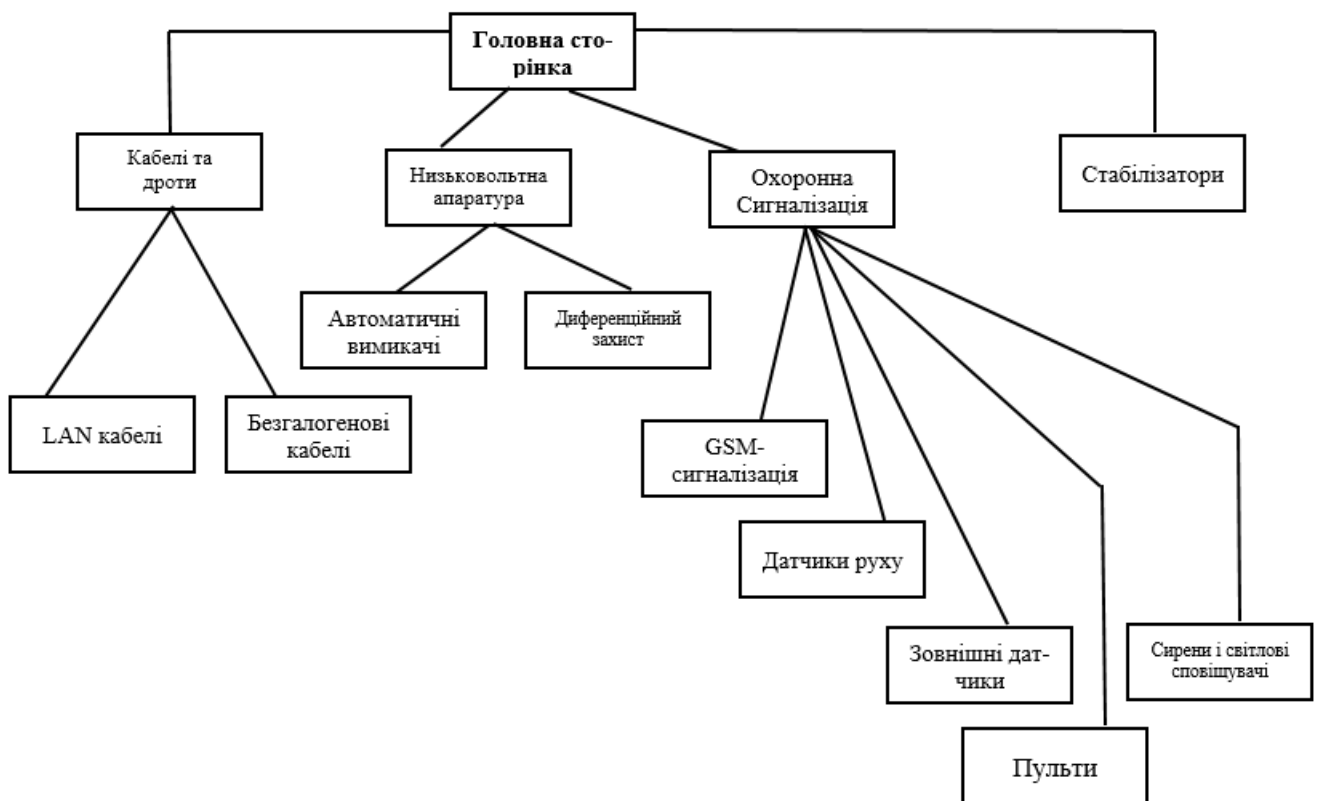 Головна сто-
рінка
Кабелі та
дроти
Низьковольтна
апаратура
Охоронна
Сигналізація
Стабілізатори
Автоматичні
вимикачі
Диференційний
захист
LAN кабелі
Безгалогенові
кабелі
GSM-
сигналізація
Датчики руху
Зовнішні дат-
чики
Сирени і світлові
сповіщувачі
Пульти